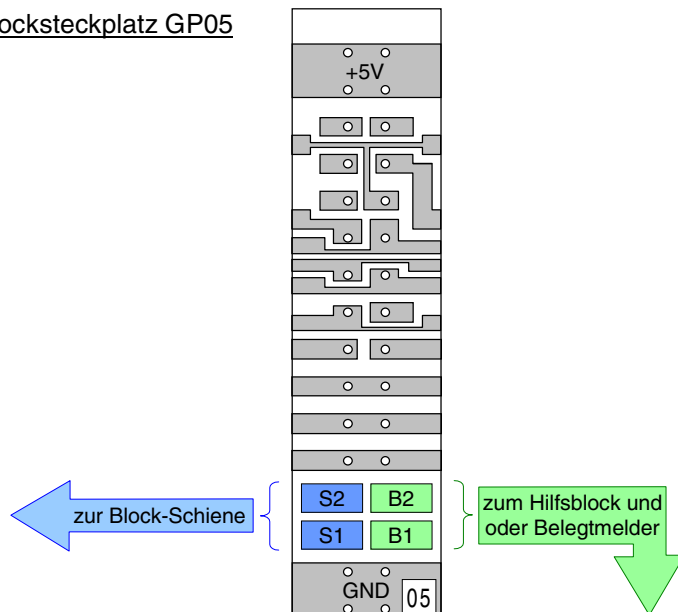 ocksteckplatz GP05
+5V
S2 B2
S1 B1
zur Block-Schiene
zum Hilfsblock und
oder Belegtmelder
GND 05